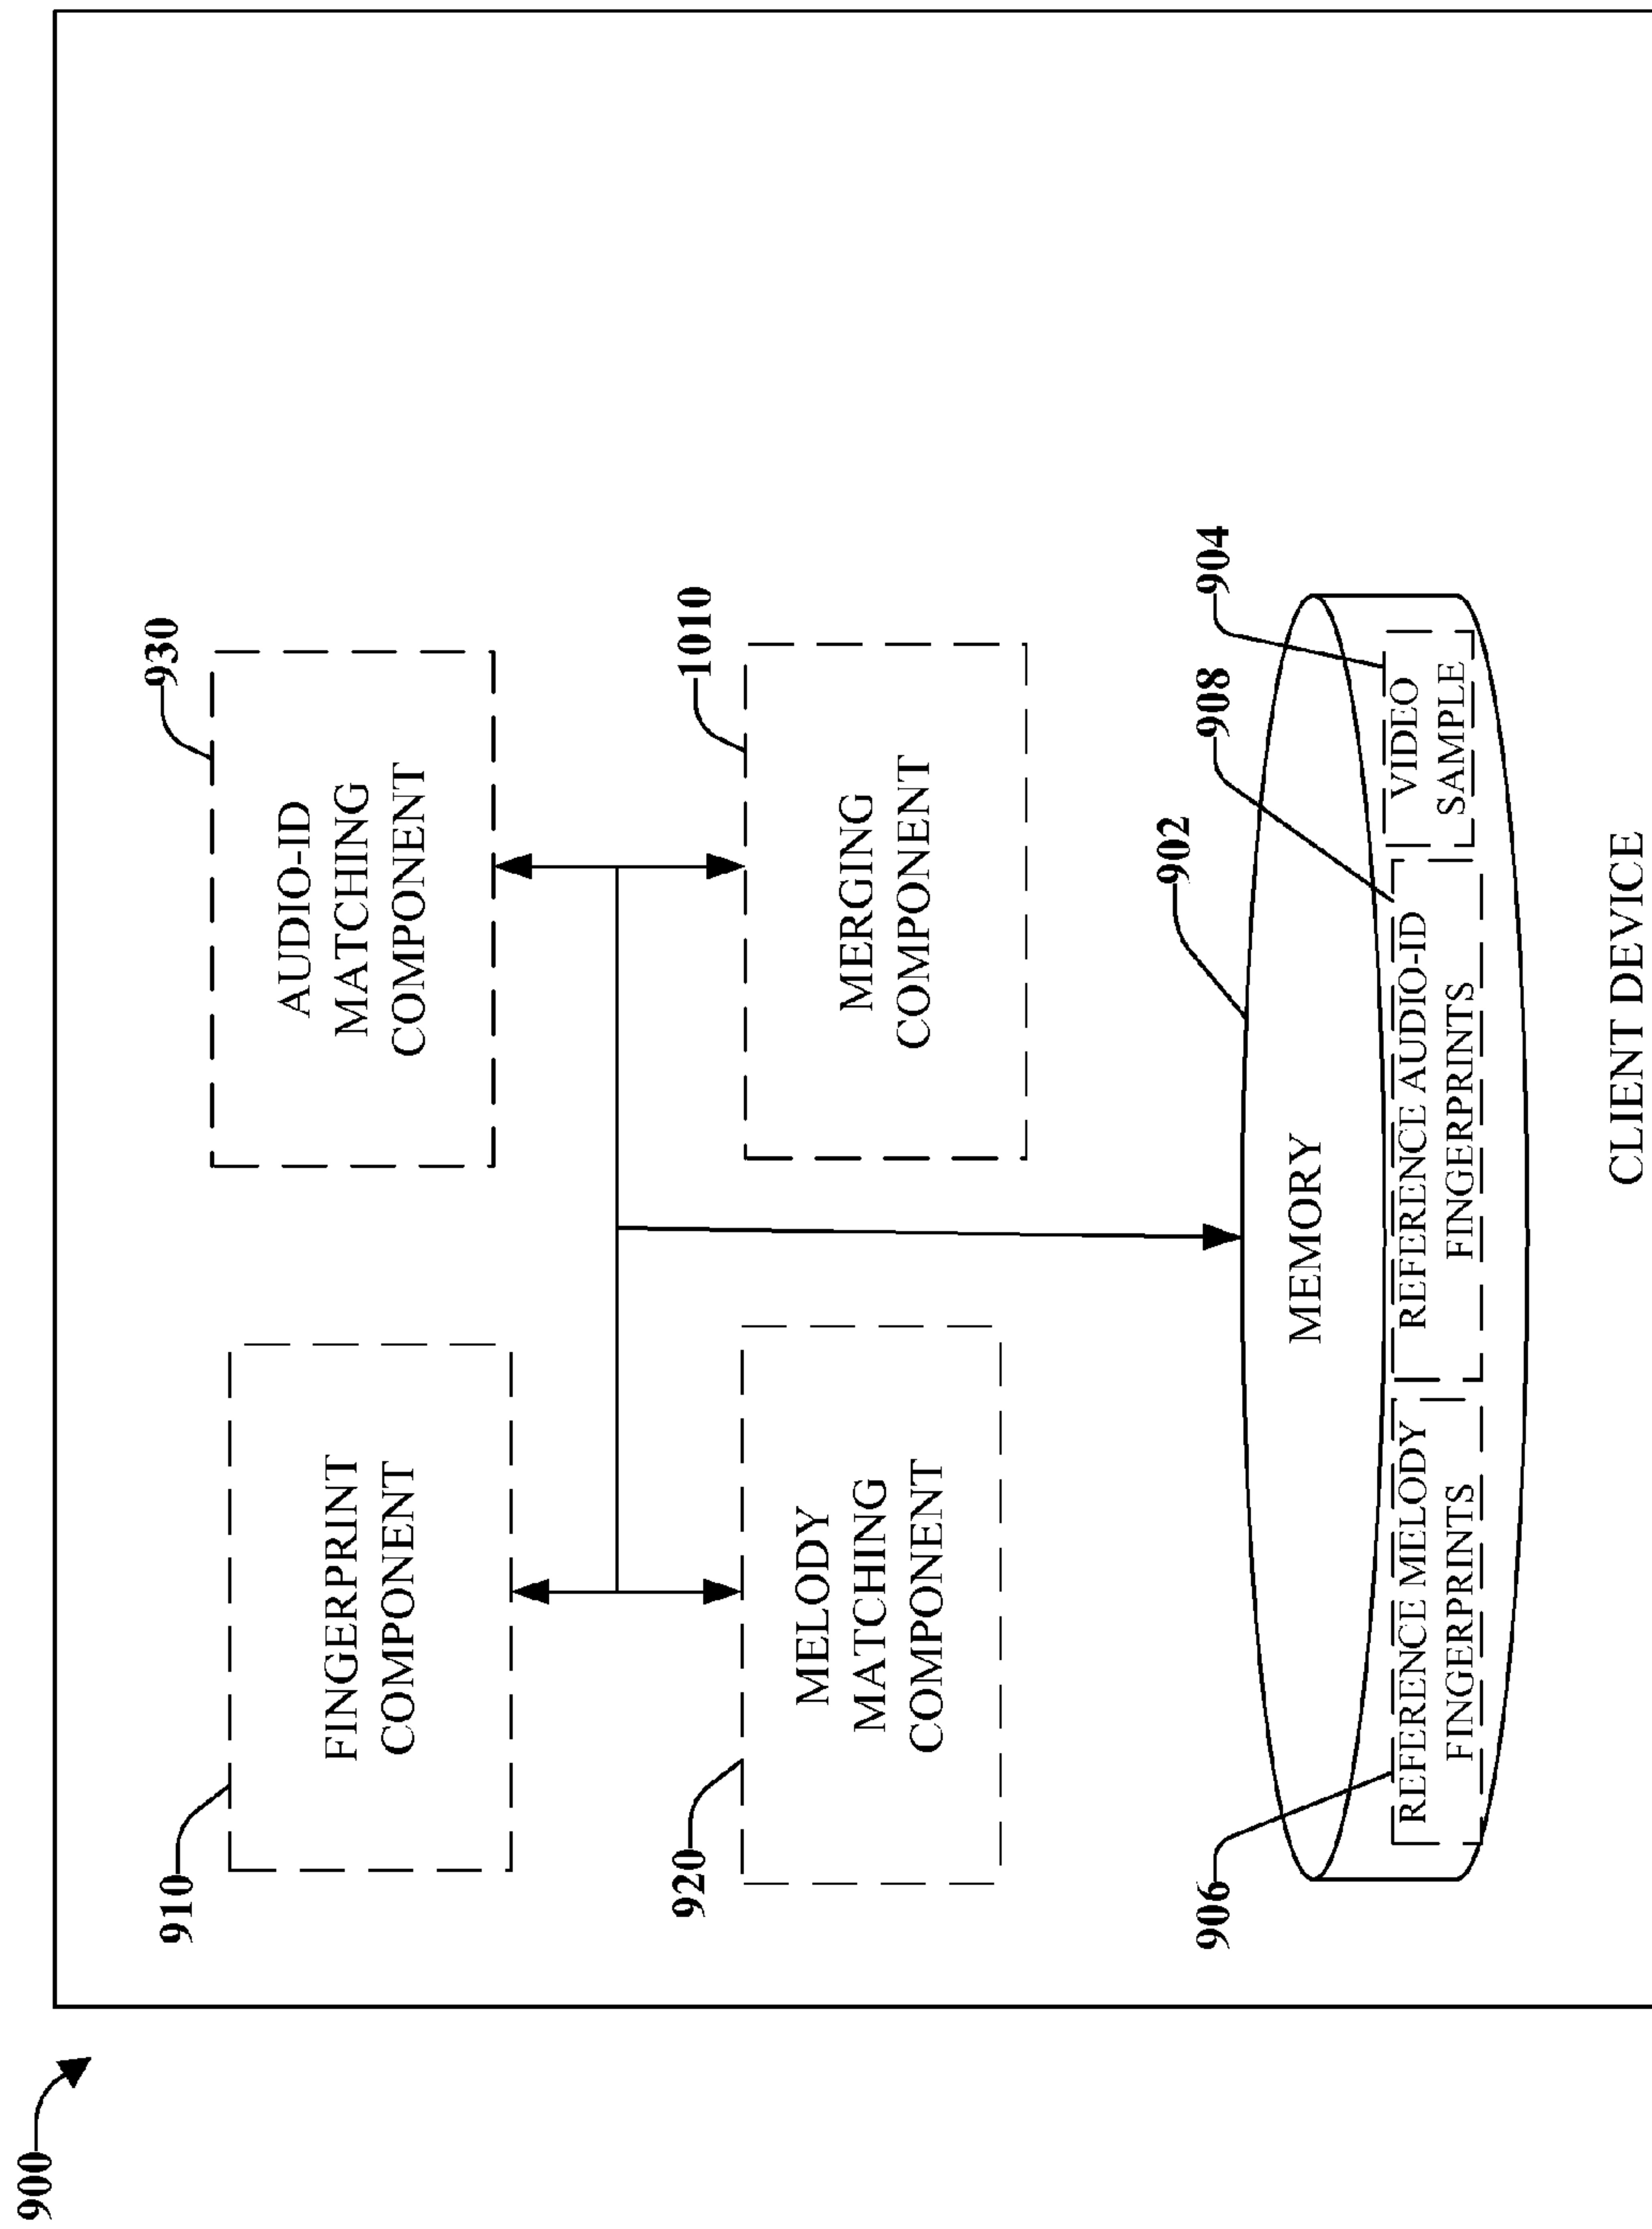 900
910
FINGERPRINT
COMPONENT
930
AUDIO-ID
MATCHING
COMPONENT
920
MELODY
MATCHING
COMPONENT
1010
MERGING
COMPONENT
902
MEMORY
906
REFERENCE MELODY
FINGERPRINTS
908
REFERENCE AUDIO-ID
FINGERPRINTS
904
VIDEO
SAMPLE
CLIENT DEVICE